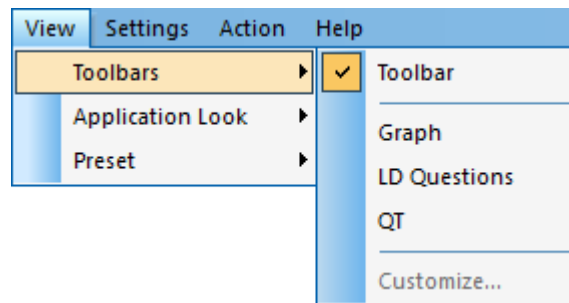 View Settings Action Help
Toolbars
Application Look
Preset
Toolbar
Graph
LD Questions
QT
Customize...